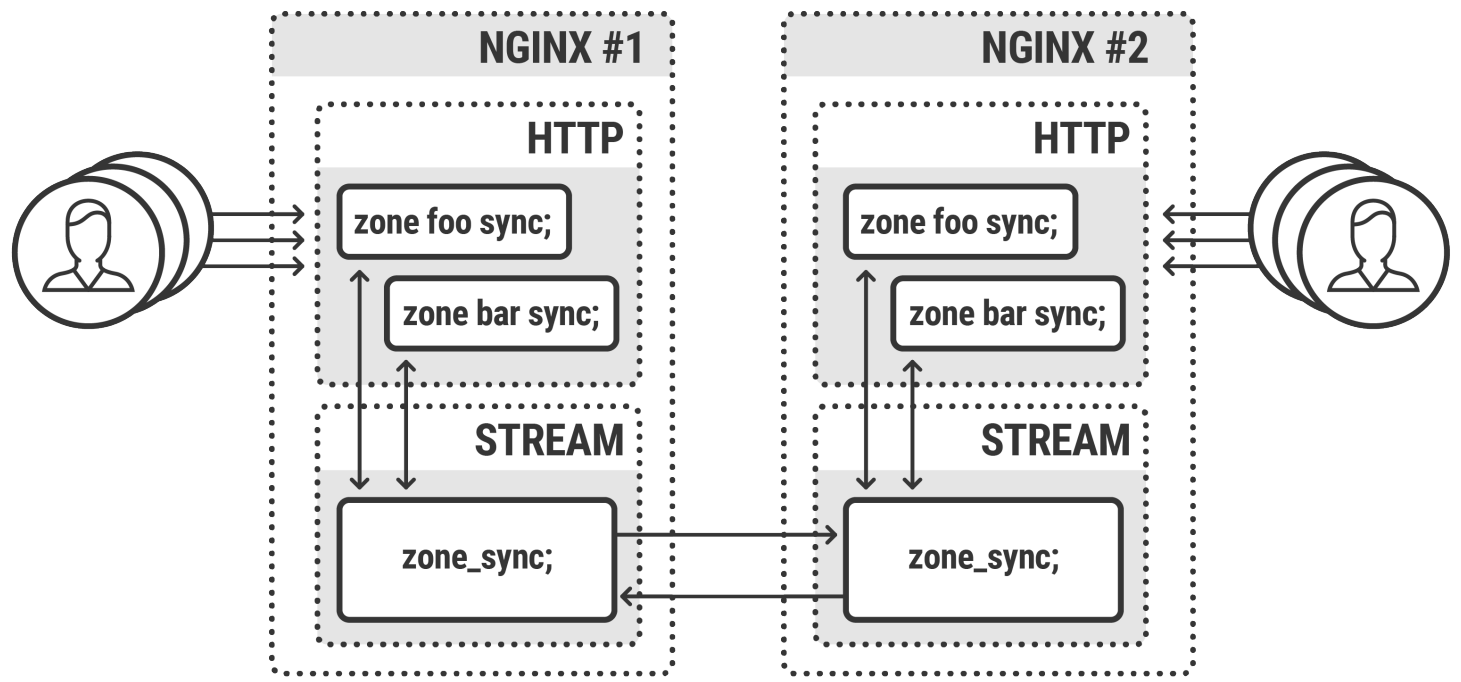 NGINX #1
HTTP
zone foo sync;
zone bar sync;
STREAM
zone_sync;
NGINX #2
HTTP
zone foo sync;
zone bar sync;
STREAM
zone_sync;